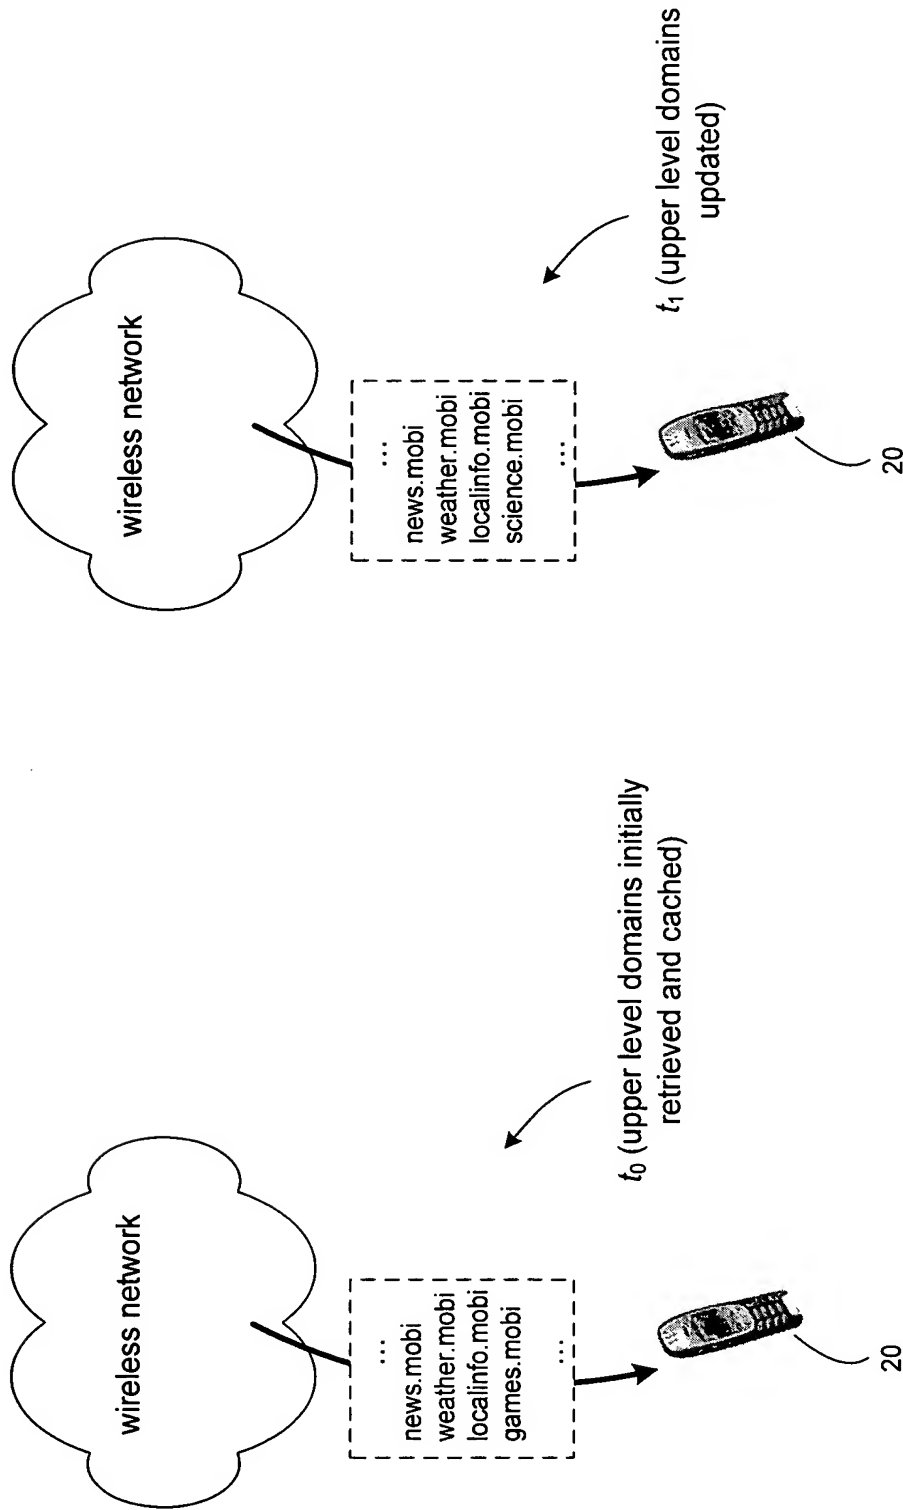 wireless network
...
news.mobi
weather.mobi
localinfo.mobi
games.mobi
...
20
t₀ (upper level domains initially
retrieved and cached)
wireless network
...
news.mobi
weather.mobi
localinfo.mobi
science.mobi
...
20
t₁ (upper level domains
updated)